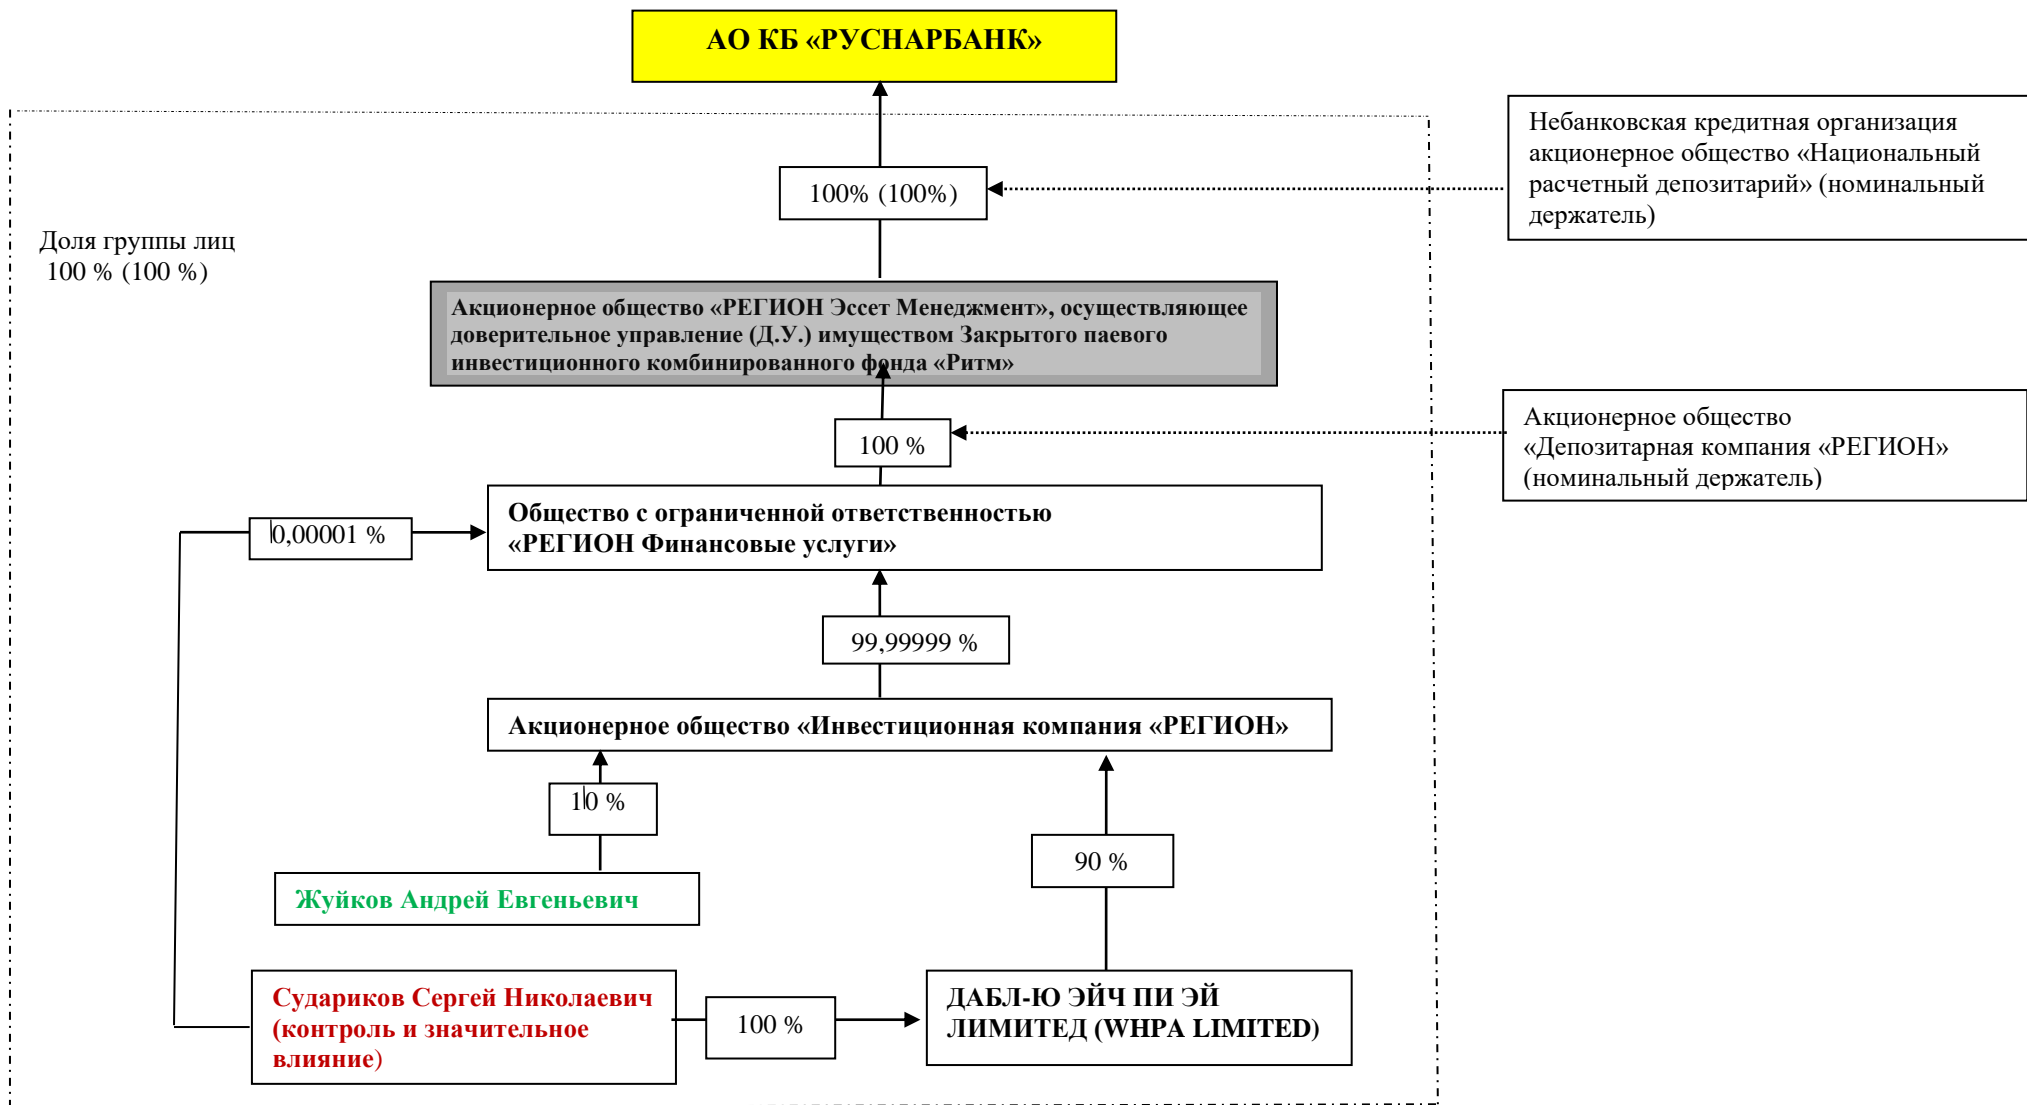 АО КБ «РУСНАРБАНК»
Небанковская кредитная организация
акционерное общество «Национальный
расчетный депозитарий» (номинальный
держатель)
100% (100%)
Доля группы лиц
100 % (100 %)
Акционерное общество «РЕГИОН Эссет Менеджмент», осуществляющее
доверительное управление (Д.У.) имуществом Закрытого паевого
инвестиционного комбинированного фонда «Ритм»
Акционерное общество
«Депозитарная компания «РЕГИОН»
(номинальный держатель)
100 %
Общество с ограниченной ответственностью
«РЕГИОН Финансовые услуги»
0,00001 %
99,99999 %
Акционерное общество «Инвестиционная компания «РЕГИОН»
10 %
90 %
Жуйков Андрей Евгеньевич
Судариков Сергей Николаевич
(контроль и значительное
влияние)
100 %
ДАБЛ-Ю ЭЙЧ ПИ ЭЙ
ЛИМИТЕД (WHPA LIMITED)